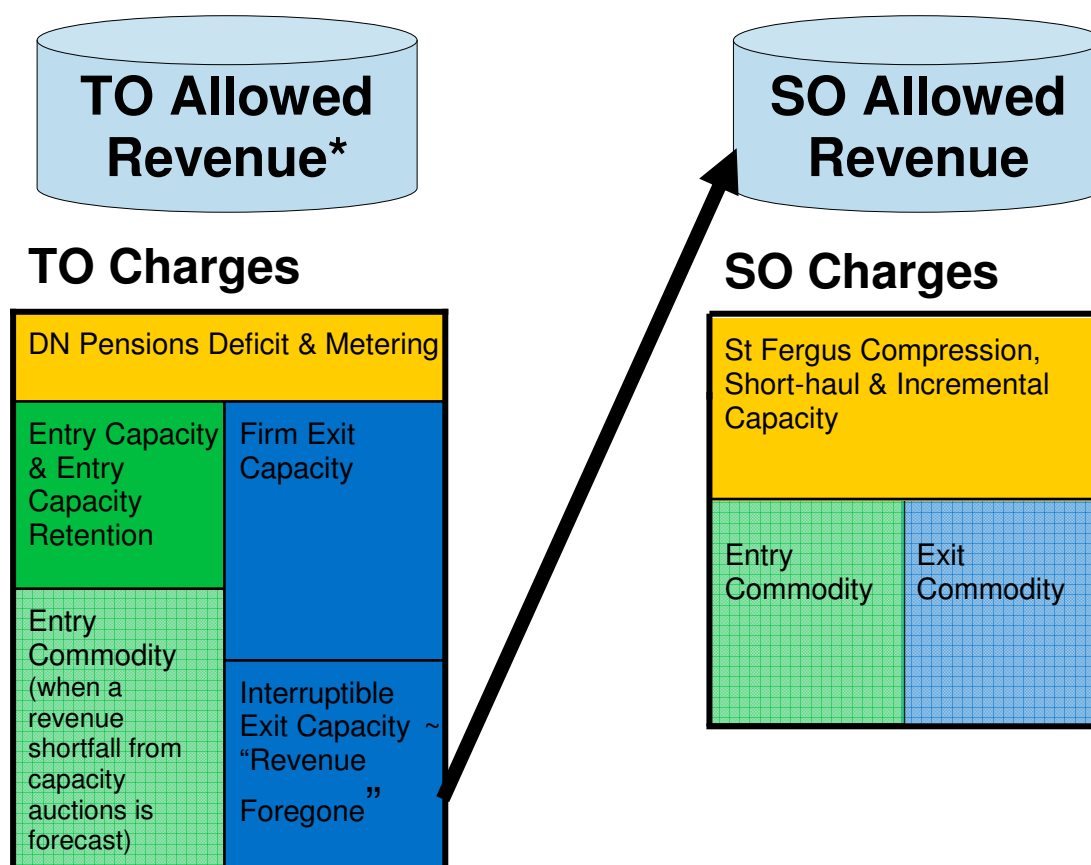 TO Allowed
Revenue*
SO Allowed
Revenue
TO Charges
DN Pensions Deficit & Metering
Entry Capacity
& Entry
Capacity
Retention
Firm Exit
Capacity
Entry
Commodity
(when a
revenue
shortfall from
capacity
auctions is
forecast)
Interruptible
Exit Capacity ~
“Revenue
Foregone”
SO Charges
St Fergus Compression,
Short-haul & Incremental
Capacity
Entry
Commodity
Exit
Commodity